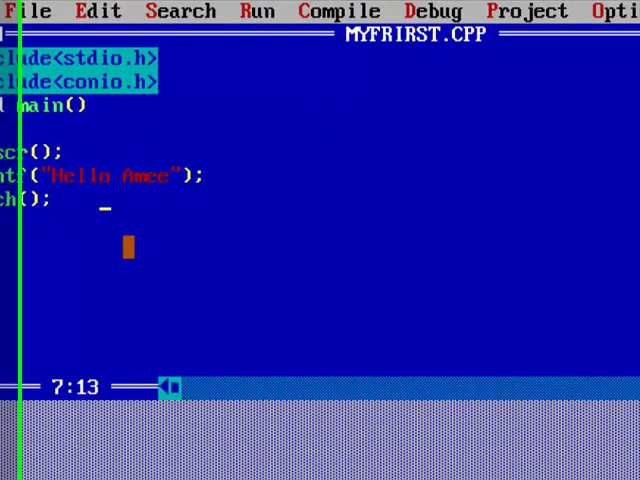 File Edit Search Run Compile Debug Project Opti
MYFRIRST.CPP
clude<stdio.h>
clude<conio.h>
d main()
scr();
ntf("Hello Amee");
ch();
7:13